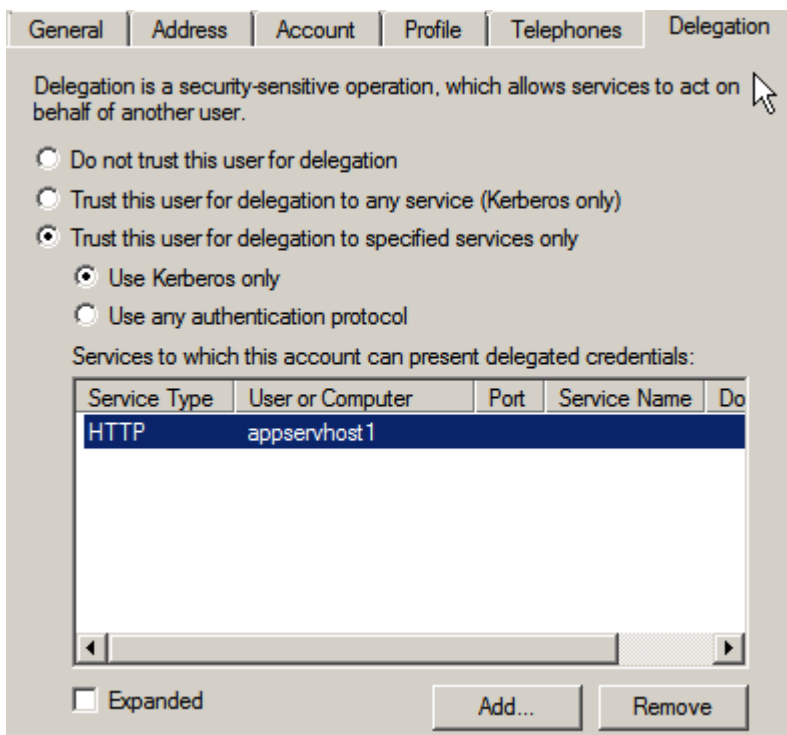 General Address Account Profile Telephones Delegation
Delegation is a security-sensitive operation, which allows services to act on
behalf of another user.
Do not trust this user for delegation
Trust this user for delegation to any service (Kerberos only)
Trust this user for delegation to specified services only
Use Kerberos only
Use any authentication protocol
Services to which this account can present delegated credentials:
Service Type User or Computer Port Service Name Do
HTTP appservhost1
Expanded Add... Remove